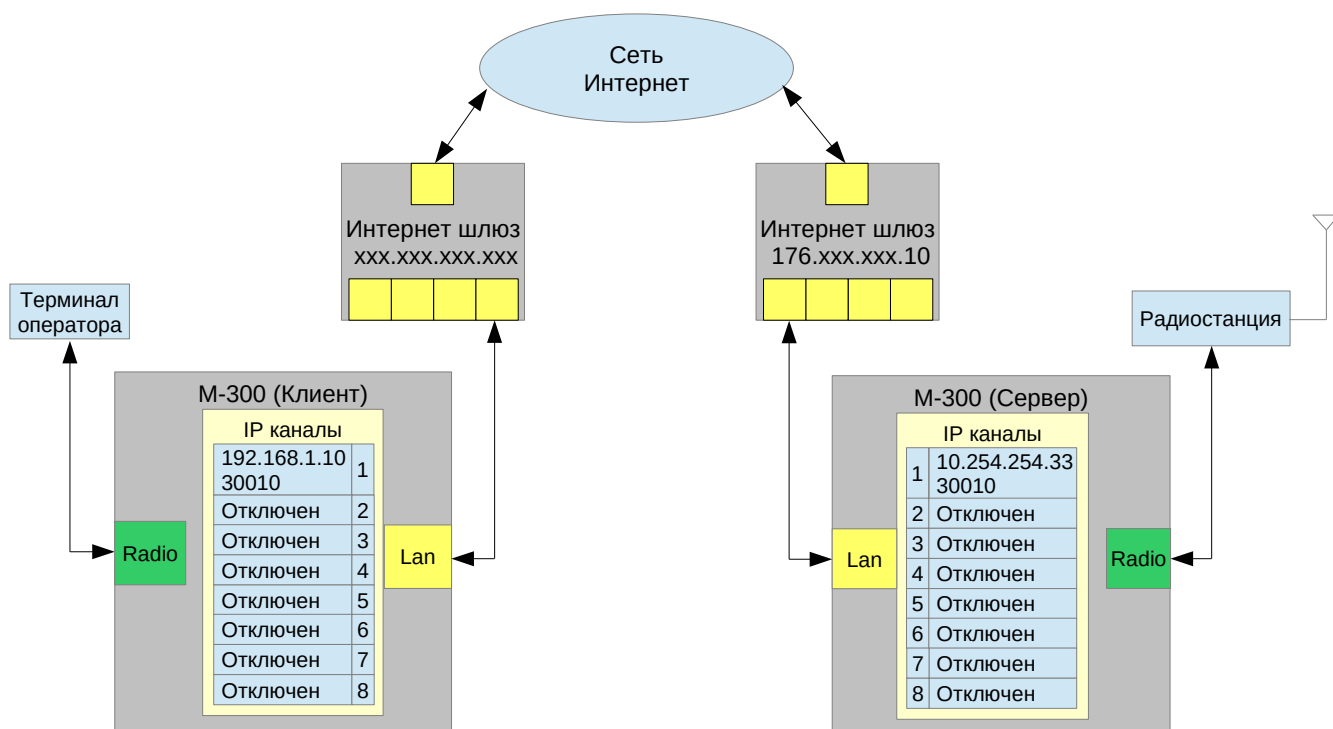 Сеть
Интернет
Интернет шлюз
xxx.xxx.xxx.xxx
Интернет шлюз
176.xxx.xxx.10
Терминал
оператора
Радиостанция
М-300 (Клиент)
IP каналы
192.168.1.10
30010
1
Отключен 2
Отключен 3
Отключен 4
Отключен 5
Отключен 6
Отключен 7
Отключен 8
Radio
Lan
М-300 (Сервер)
IP каналы
1
10.254.254.33
30010
2 Отключен
3 Отключен
4 Отключен
5 Отключен
6 Отключен
7 Отключен
8 Отключен
Lan
Radio